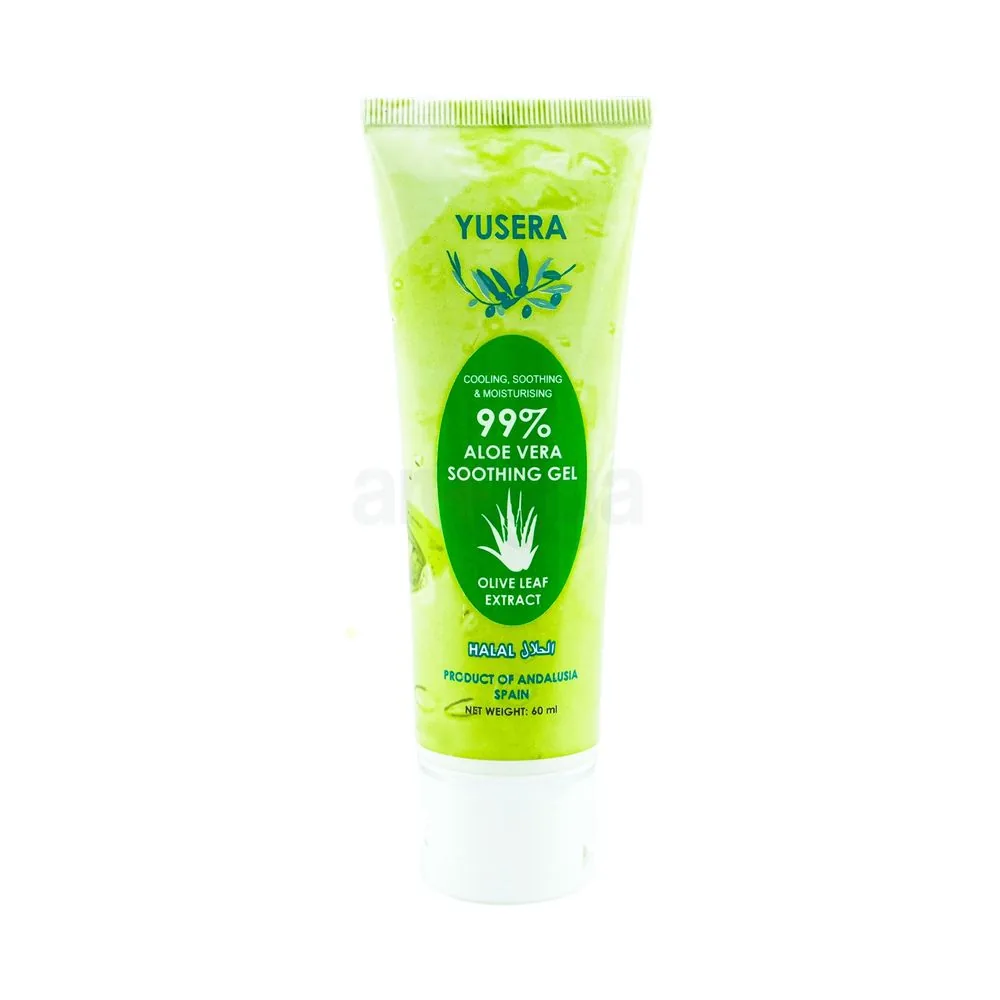 YUSERA
COOLING, SOOTHING
& MOISTURISING
99%
ALOE VERA
SOOTHING GEL
OLIVE LEAF
EXTRACT
HALAL الحلال
PRODUCT OF ANDALUSIA
SPAIN
NET WEIGHT: 60 ml